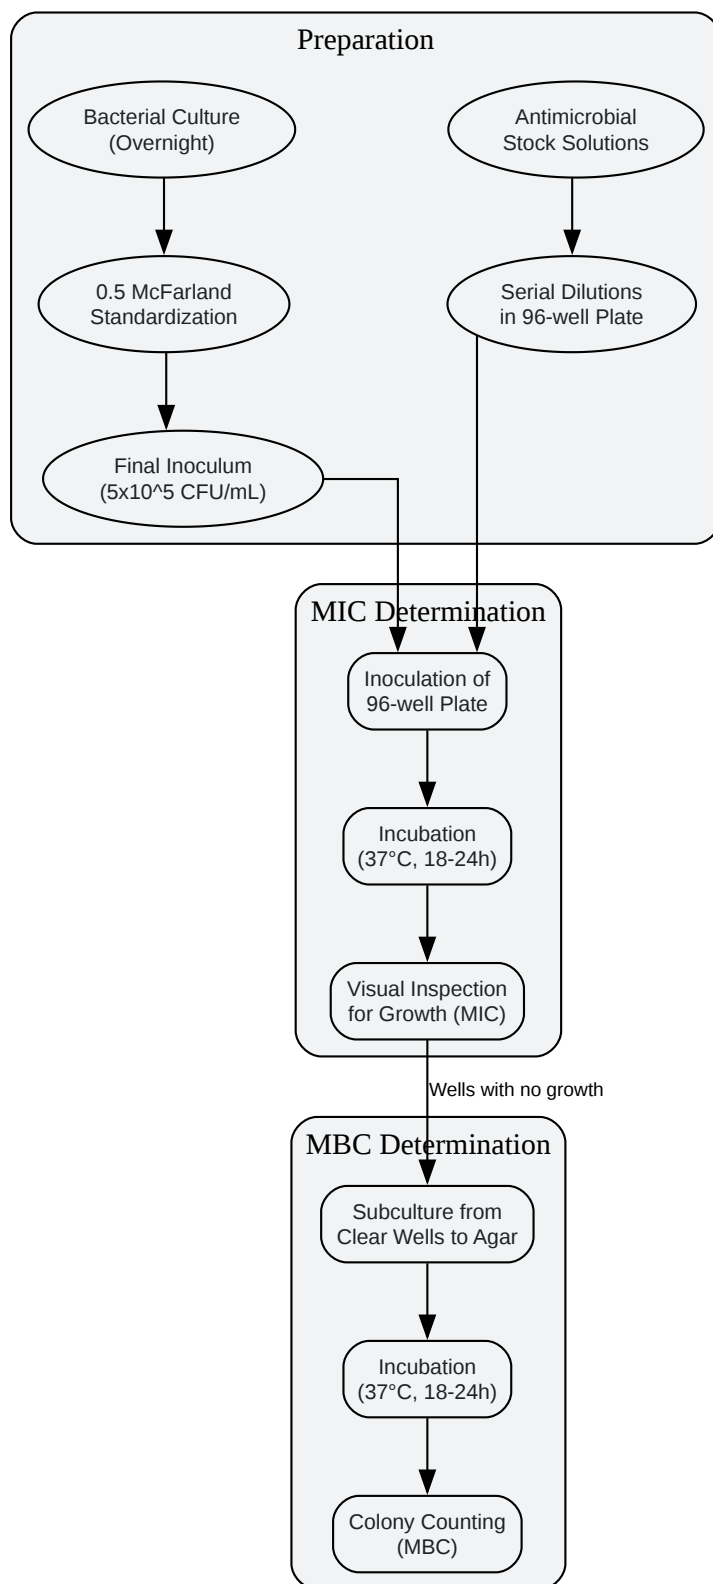 Preparation
Bacterial Culture
(Overnight)
Antimicrobial
Stock Solutions
0.5 McFarland
Standardization
Serial Dilutions
in 96-well Plate
Final Inoculum
(5x10^5 CFU/mL)
MIC Determination
Inoculation of
96-well Plate
Incubation
(37°C, 18-24h)
Visual Inspection
for Growth (MIC)
Wells with no growth
MBC Determination
Subculture from
Clear Wells to Agar
Incubation
(37°C, 18-24h)
Colony Counting
(MBC)